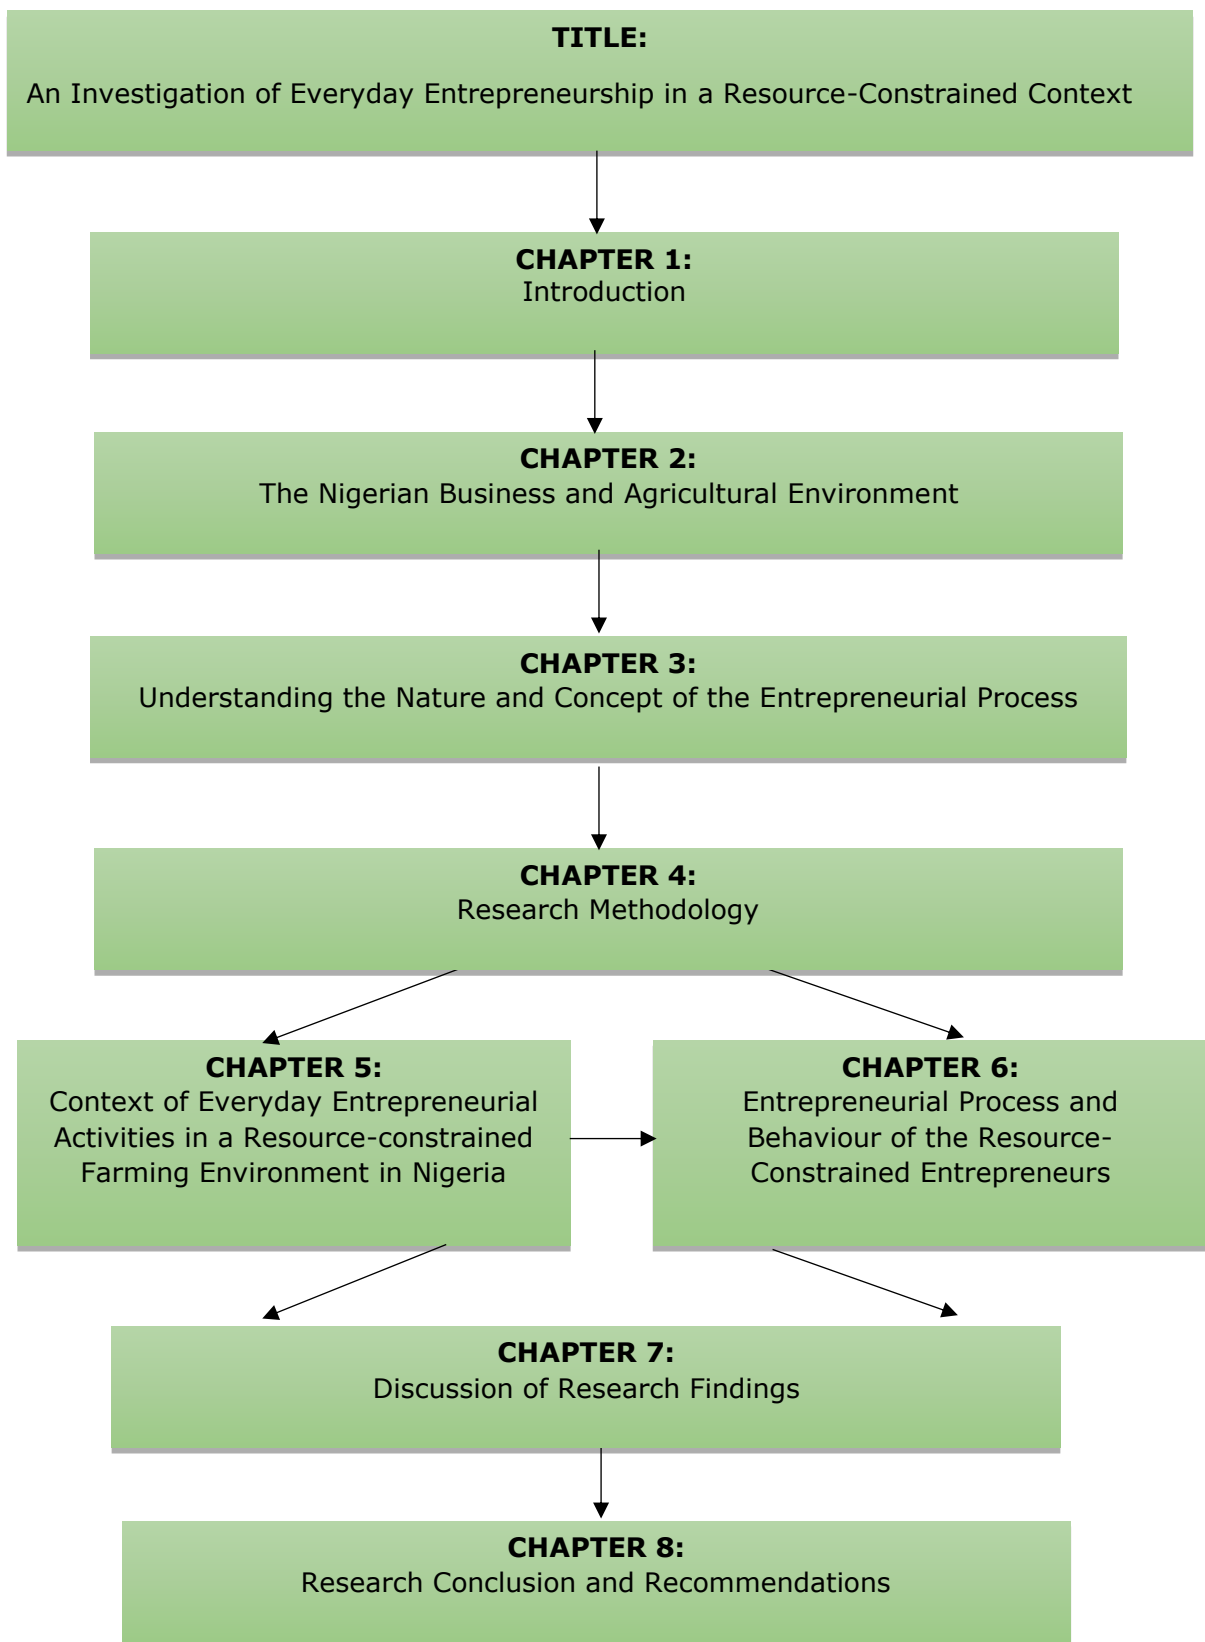 TITLE:
An Investigation of Everyday Entrepreneurship in a Resource-Constrained Context
CHAPTER 1:
Introduction
CHAPTER 2:
The Nigerian Business and Agricultural Environment
CHAPTER 3:
Understanding the Nature and Concept of the Entrepreneurial Process
CHAPTER 4:
Research Methodology
CHAPTER 5:
Context of Everyday Entrepreneurial
Activities in a Resource-constrained
Farming Environment in Nigeria
CHAPTER 6:
Entrepreneurial Process and
Behaviour of the Resource-
Constrained Entrepreneurs
CHAPTER 7:
Discussion of Research Findings
CHAPTER 8:
Research Conclusion and Recommendations